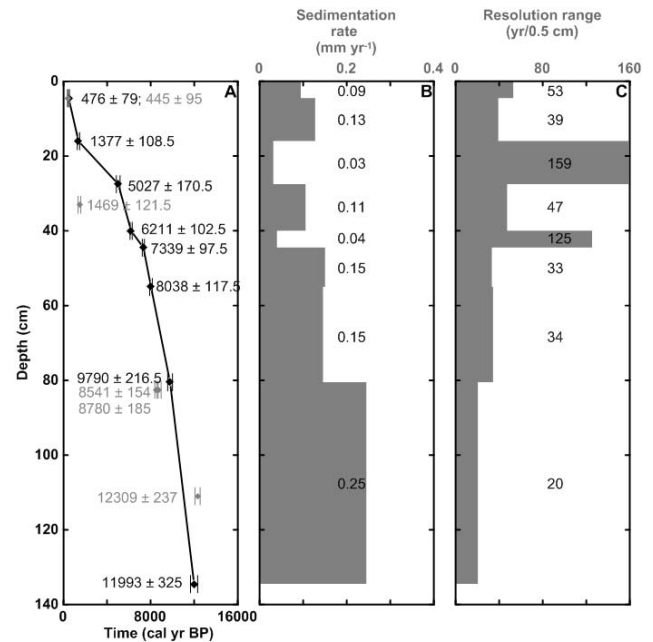 Sedimentation
rate
(mm yr⁻¹)
Resolution range
(yr/0.5 cm)
0 0.2 0.4
0 80 160
A
B
C
0
20
40
60
80
100
120
140
Depth (cm)
476 ± 79; 445 ± 95
1377 ± 108.5
5027 ± 170.5
1469 ± 121.5
6211 ± 102.5
7339 ± 97.5
8038 ± 117.5
9790 ± 216.5
8541 ± 154
8780 ± 185
12309 ± 237
11993 ± 325
0.09
0.13
0.03
0.11
0.04
0.15
0.15
0.25
53
39
159
47
125
33
34
20
0 8000 16000
Time (cal yr BP)